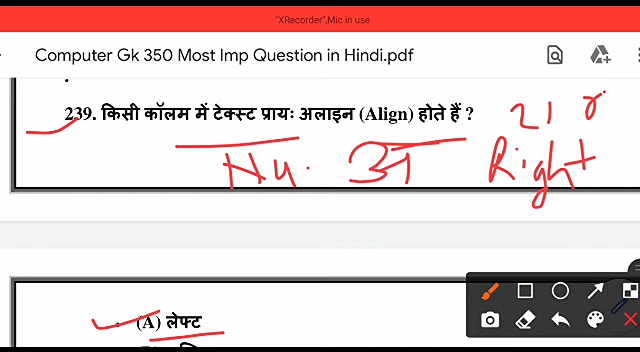 "XRecorder",Mic in use
Computer Gk 350 Most Imp Question in Hindi.pdf
239. किसी कॉलम में टेक्स्ट प्रायः अलाइन (Align) होते हैं ?
Right
(A) लेफ्ट